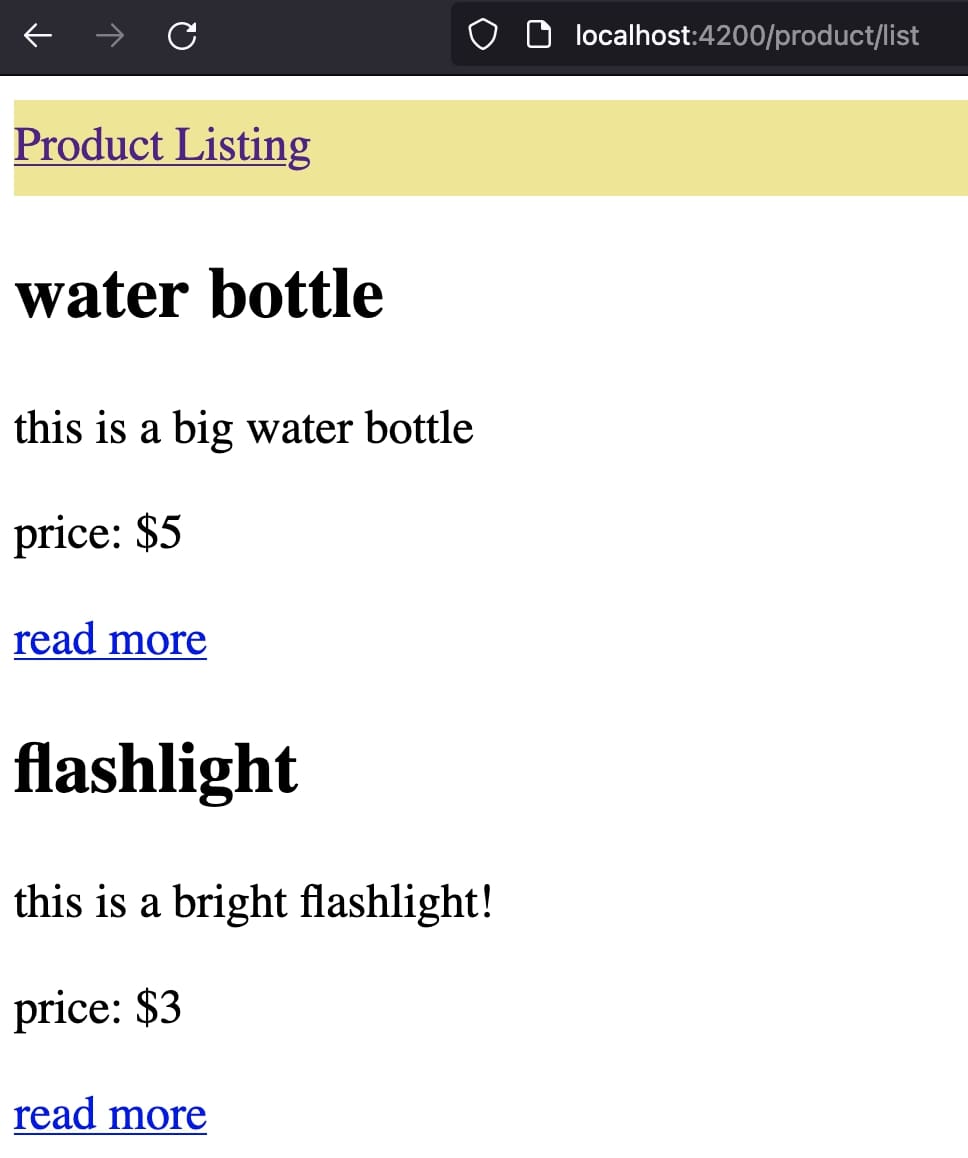 localhost:4200/product/list
Product Listing
water bottle
this is a big water bottle
price: $5
read more
flashlight
this is a bright flashlight!
price: $3
read more